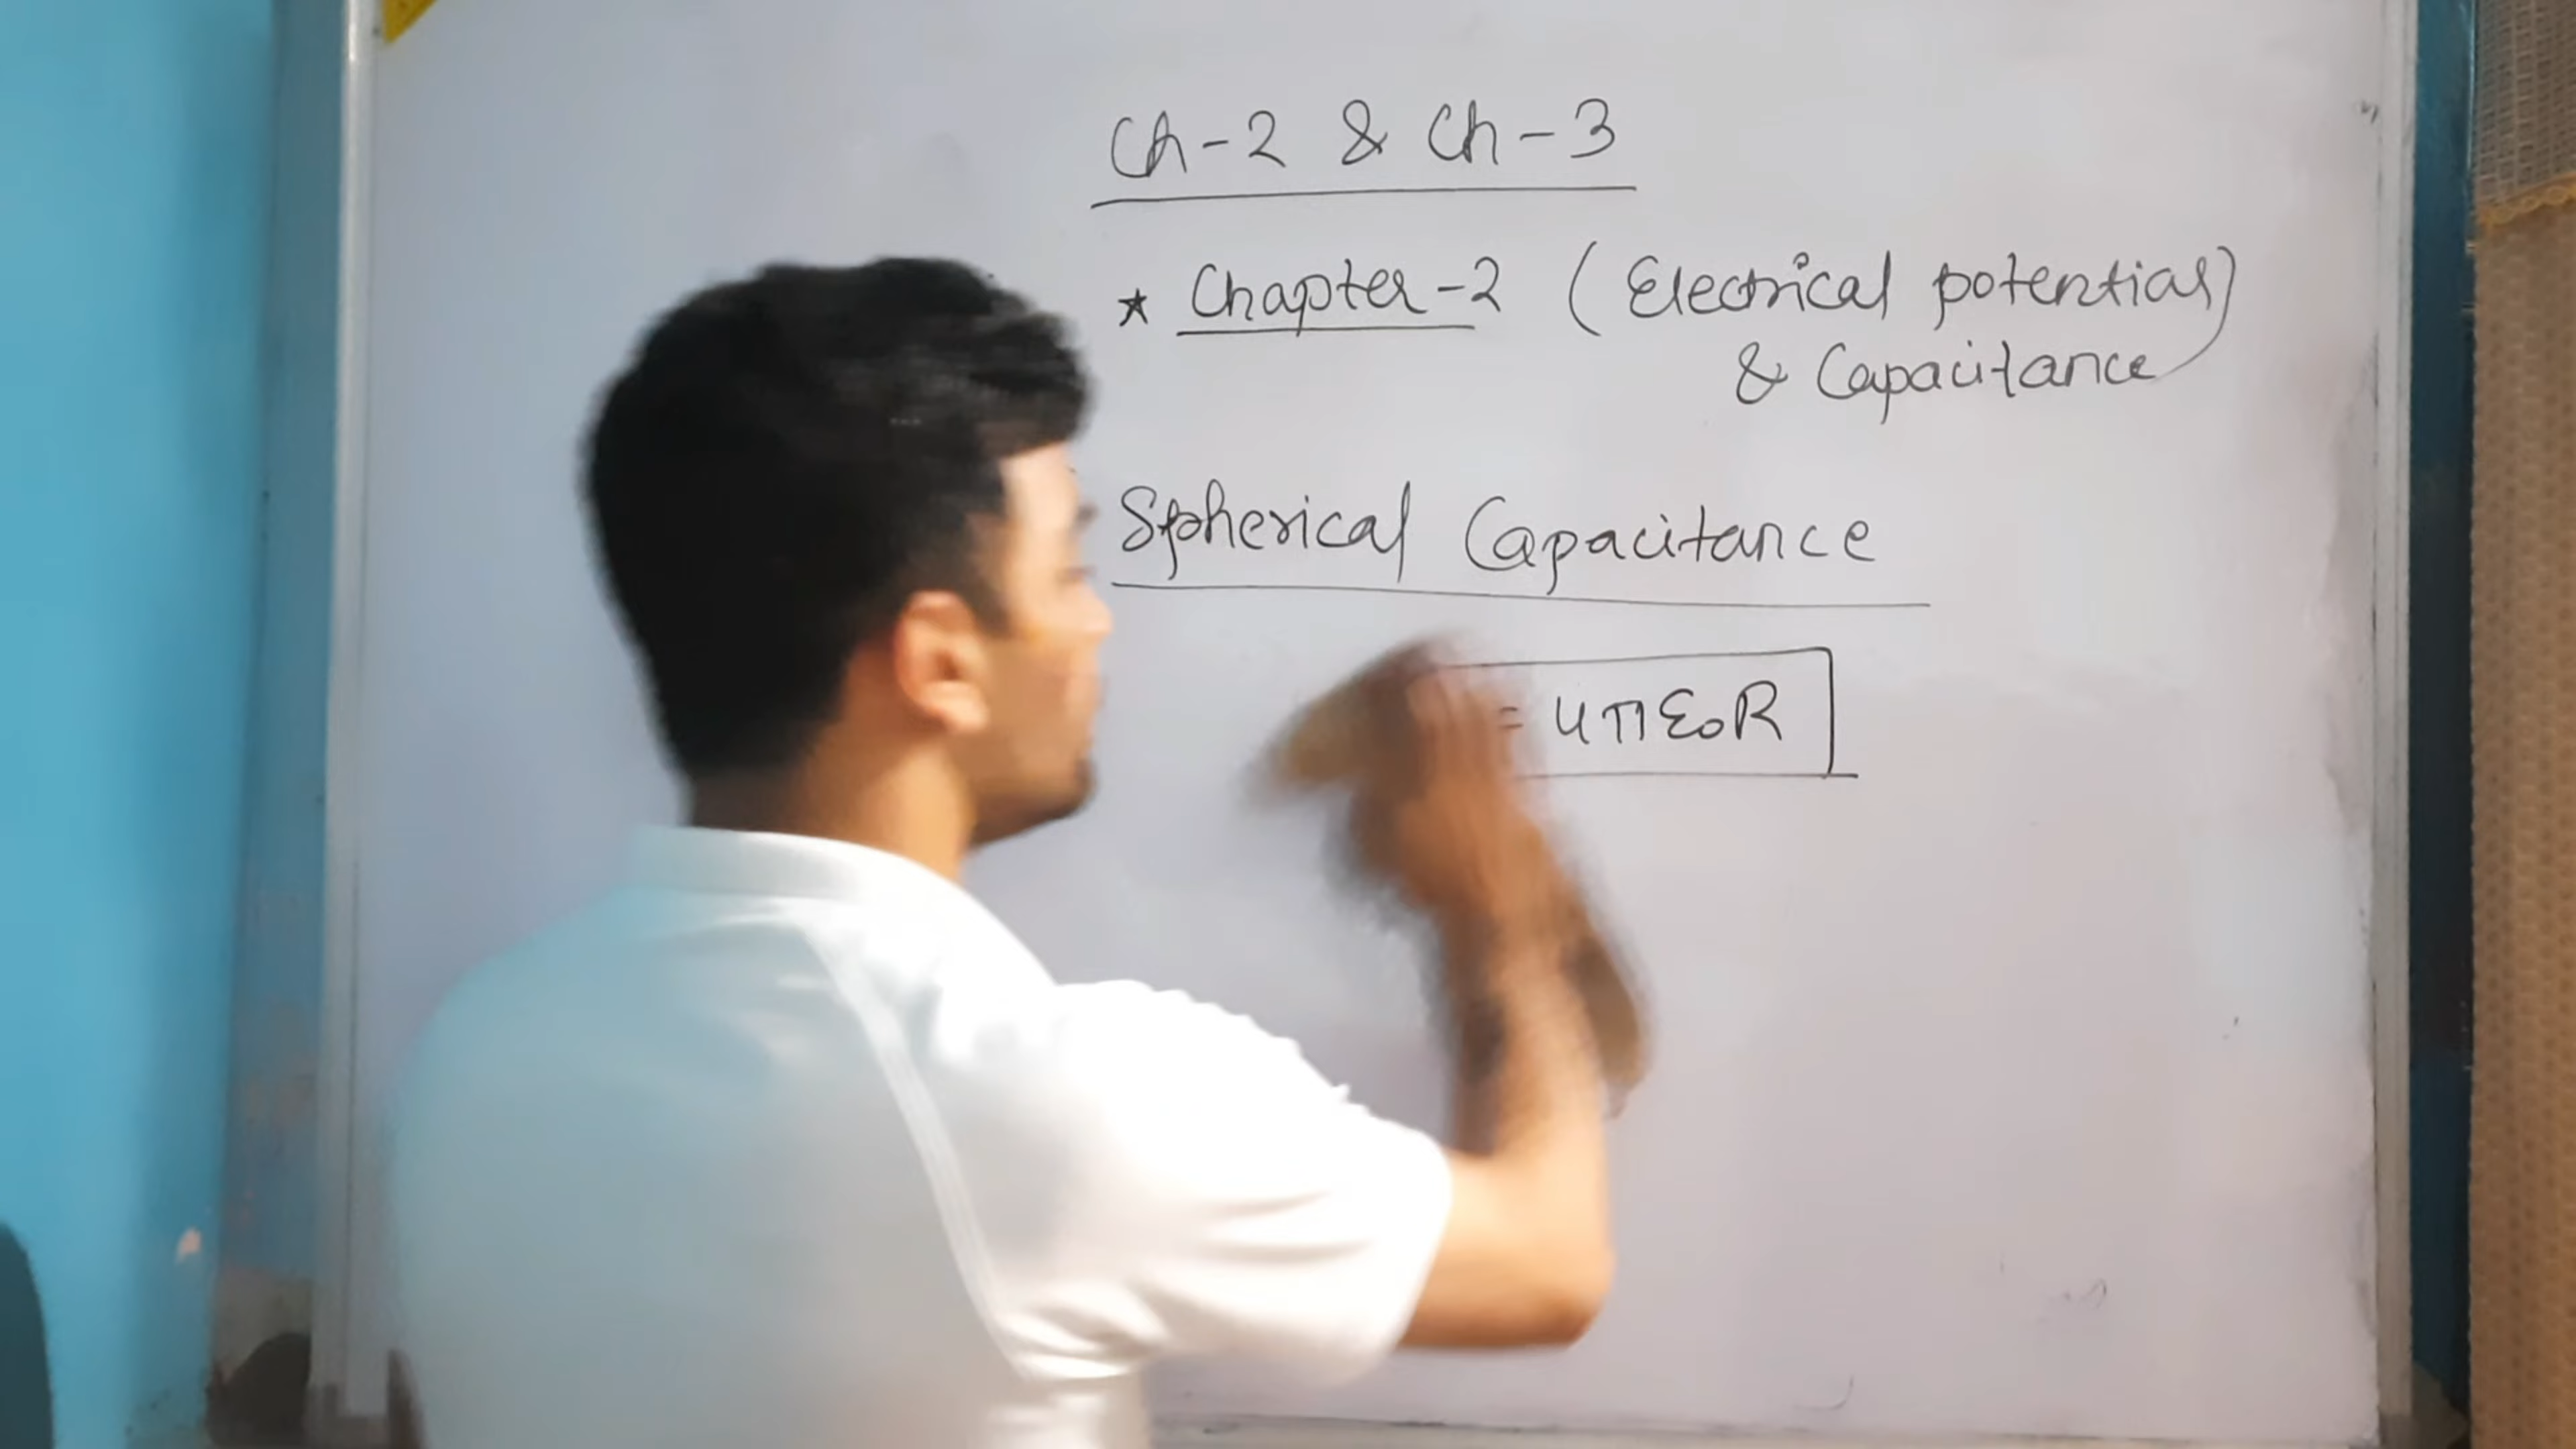 Ch-2 & Ch-3
★ Chapter-2 (Electrical potential)
& Capacitance
Spherical Capacitance
= 4πε₀R